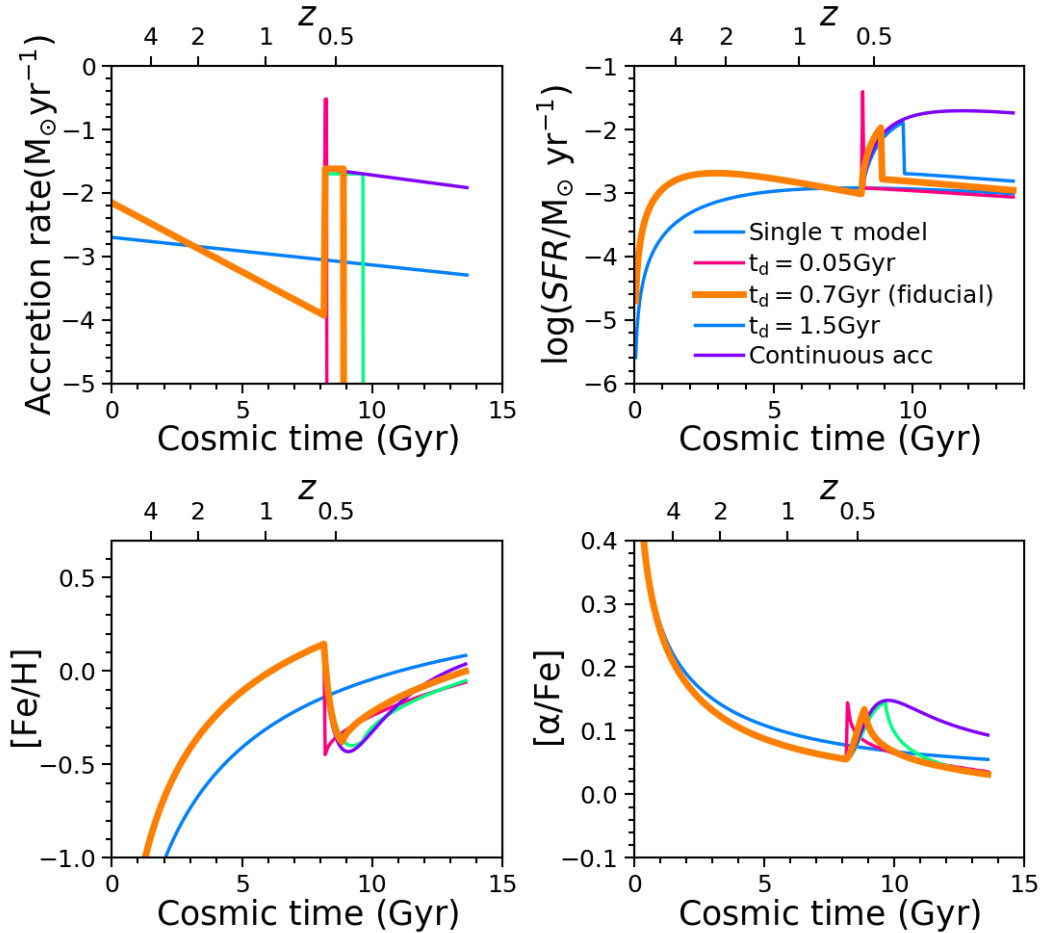 z
4 2 1 0.5
0
−1
−2
−3
−4
−5
Accretion rate(M⊙yr⁻¹)
0 5 10 15
Cosmic time (Gyr)
z
4 2 1 0.5
−1
−2
−3
−4
−5
−6
log(SFR/M⊙ yr⁻¹)
Single τ model
t_d = 0.05Gyr
t_d = 0.7Gyr (fiducial)
t_d = 1.5Gyr
Continuous acc
0 5 10
Cosmic time (Gyr)
z
4 2 1 0.5
0.5
0.0
−0.5
−1.0
[Fe/H]
0 5 10 15
Cosmic time (Gyr)
z
4 2 1 0.5
0.4
0.3
0.2
0.1
0.0
−0.1
[α/Fe]
0 5 10 15
Cosmic time (Gyr)